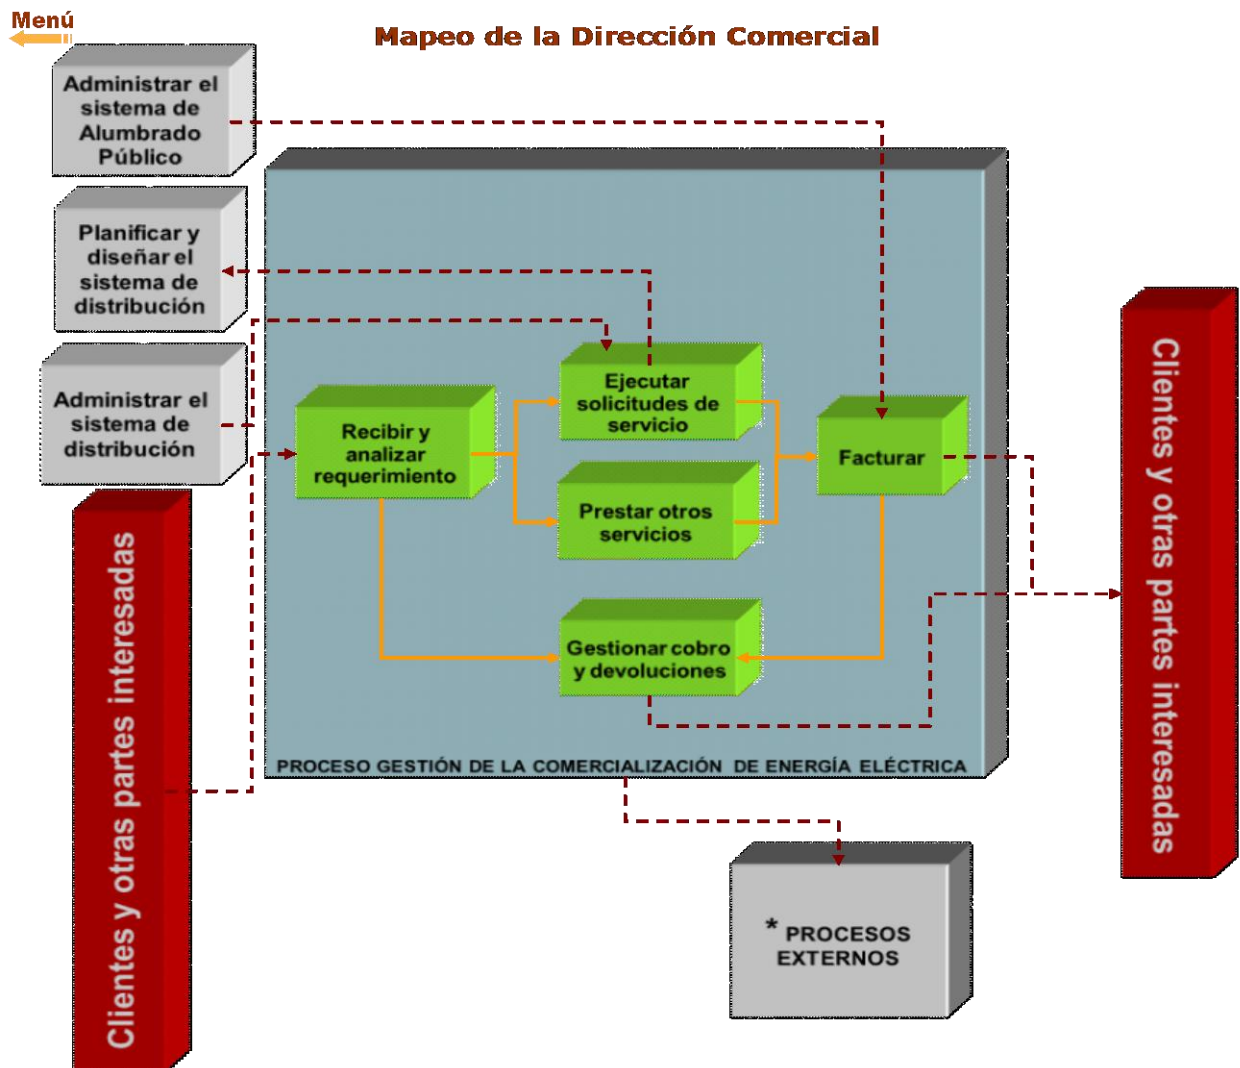 Menú
Mapeo de la Dirección Comercial
Administrar el
sistema de
Alumbrado
Público
Planificar y
diseñar el
sistema de
distribución
Administrar el
sistema de
distribución
Clientes y otras partes interesadas
Recibir y
analizar
requerimiento
Ejecutar
solicitudes de
servicio
Prestar otros
servicios
Facturar
Gestionar cobro
y devoluciones
PROCESO GESTIÓN DE LA COMERCIALIZACIÓN DE ENERGÍA ELÉCTRICA
Clientes y otras partes interesadas
* PROCESOS
EXTERNOS